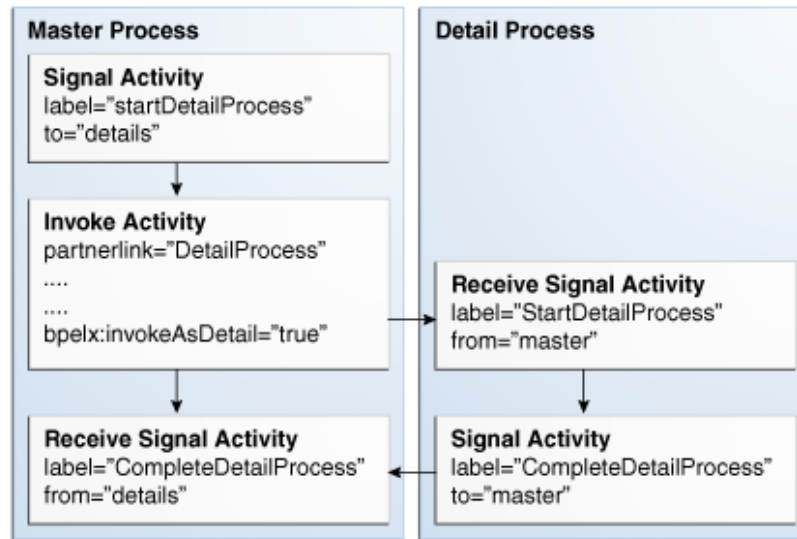 Master Process
Signal Activity
label=”startDetailProcess”
to=”details”
Invoke Activity
partnerlink=”DetailProcess”
....
....
bpelx:invokeAsDetail=”true”
Receive Signal Activity
label=”CompleteDetailProcess”
from=”details”
Detail Process
Receive Signal Activity
label=”StartDetailProcess”
from=”master”
Signal Activity
label=”CompleteDetailProcess”
to=”master”